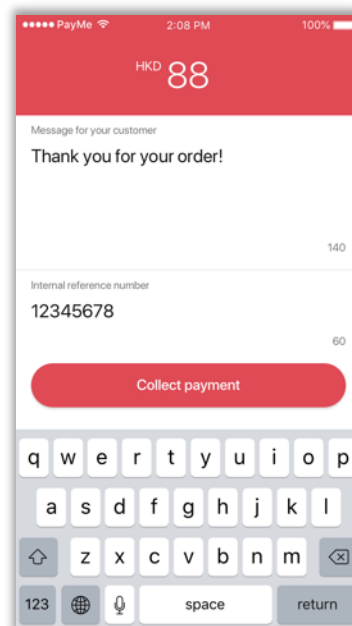 PayMe 2:08 PM 100%
HKD 88
Message for your customer
Thank you for your order!
140
Internal reference number
12345678
60
Collect payment
q w e r t y u i o p
a s d f g h j k l
z x c v b n m
123 space return